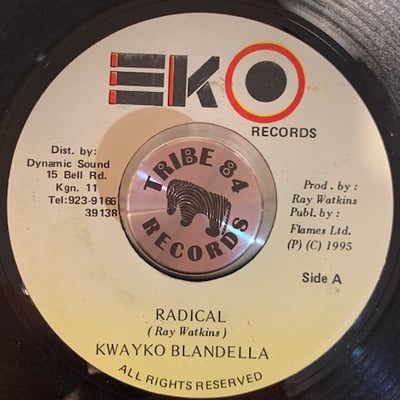 EKO
RECORDS
Dist. by:
Dynamic Sound
15 Bell Rd.
Kgn. 11
Tel:923-9166
39138
TRIBE 84
RECORDS
Prod . by :
Ray Watkins
Publ. by :
Flames Ltd.
(P) (C) 1995
Side A
RADICAL
( Ray Watkins )
KWAYKO BLANDELLA
ALL RIGHTS RESERVED